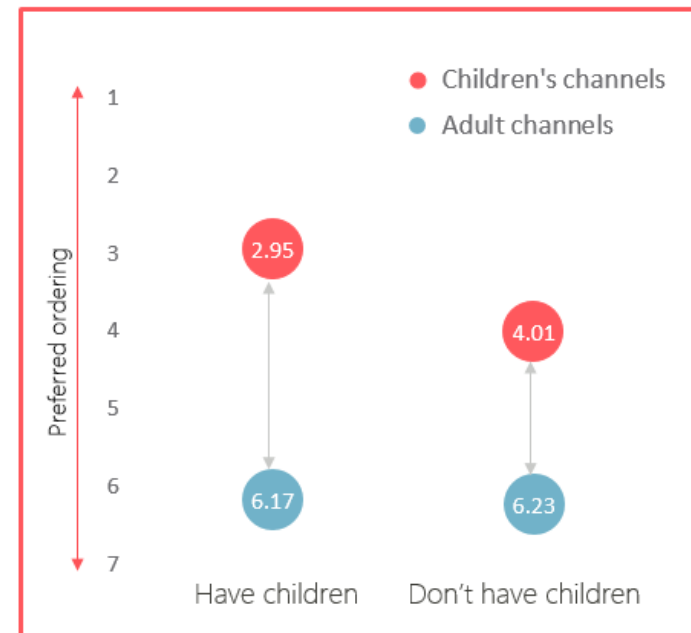 Children's channels
Adult channels
Preferred ordering
1
2
3
4
5
6
7
2.95
4.01
6.17
6.23
Have children
Don't have children